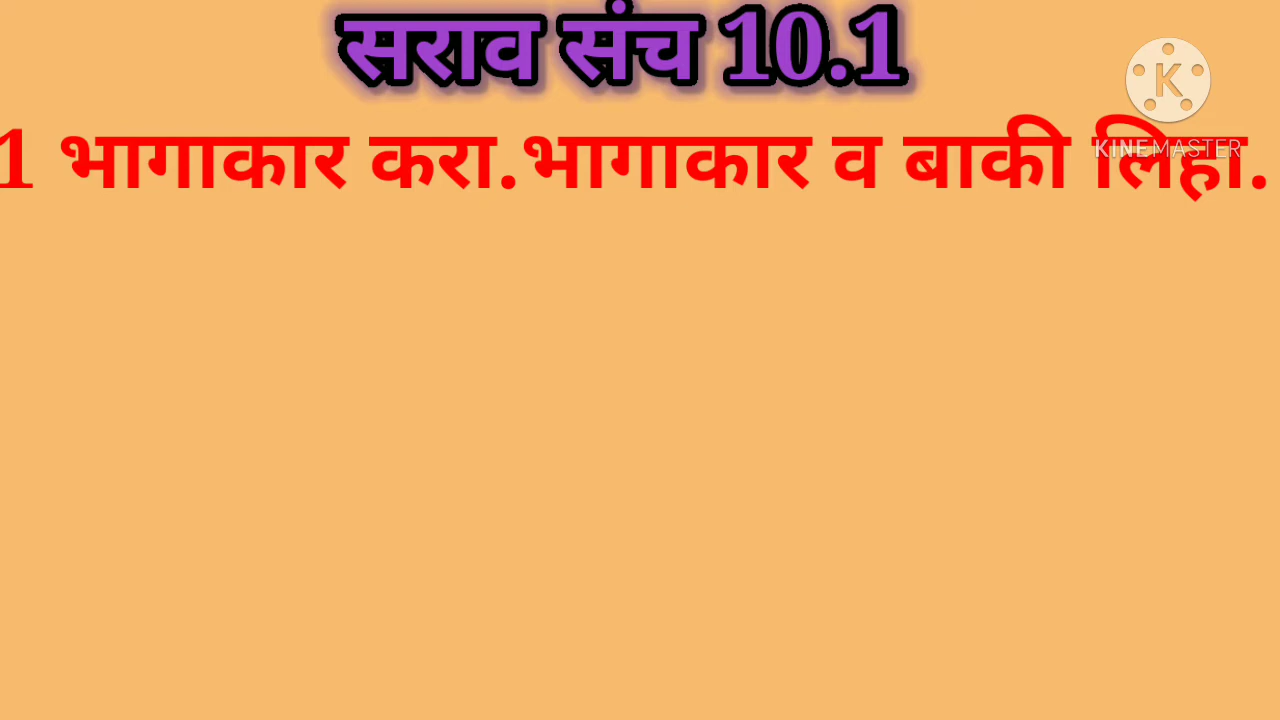 सराव संच 10.1
1 भागाकार करा.भागाकार व बाकी लिहा.
K
KINEMASTER